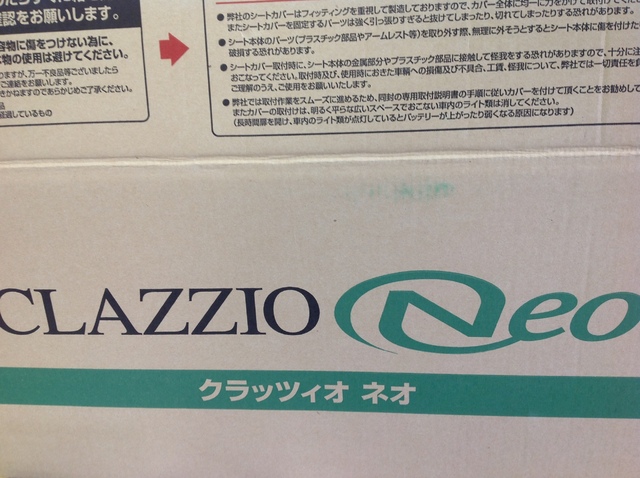 確認をお願いします。
容物に傷をつけない為に、
物の使用は避けてください。
ますが、万一不良品等ございましたら
ご連絡をお願いします。
きかねますのであらかじめご了承ください。
品
経過しているもの
● 弊社のシートカバーはフィッティングを重視して製造しておりますので、カバー全体に均一に力をかけて
またシートカバーを固定するパーツは強く引っ張りすぎると抜けてしまったり、切れてしまったりする恐れがあります。
● シート本体のパーツ(プラスチック部品やアームレスト等)を取り外す際、無理に外そうとするとシート本体に傷を付けた
破損する恐れがあります。
● シートカバー取付時に、シート本体の金属部分やプラスチック部品に接触して怪我をする恐れがありますので、十分に注
おこなってください。取付時及び、使用時におきた車輌への損傷及び不具合、工賃、怪我について、弊社では一切責任を負
ご理解のうえ、ご使用をお願いいたします。
● 弊社では取付作業をスムーズに進めるため、同封の専用取付説明書の手順に従いカバーを付けて頂くことをお勧めして
またカバーの取付は、明るく平らな広いスペースでおこない車内のライト類は消してください。
(長時間扉を開け、車内のライト類が点灯しているとバッテリーが上がったり弱くなる原因になります)
CLAZZIO Neo
クラッツィオ ネオ